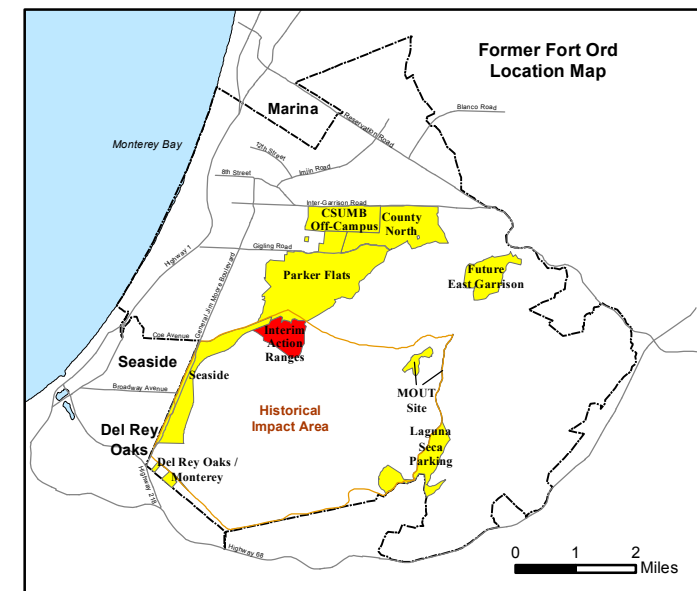 Former Fort Ord
Location Map
Marina
Blanco Road
Reservation Road
Monterey Bay
12th Street
Imjin Road
8th Street
Inter-Garrison Road
CSUMB
Off-Campus
County
North
Gigling Road
Highway 1
General Jim Moore Boulevard
Parker Flats
Future
East Garrison
Coe Avenue
Interim
Action
Ranges
Seaside
Seaside
Broadway Avenue
MOUT
Site
Historical
Impact Area
Del Rey
Oaks
Laguna
Seca
Parking
Del Rey Oaks /
Monterey
Highway 218
Highway 68
0 1 2
Miles